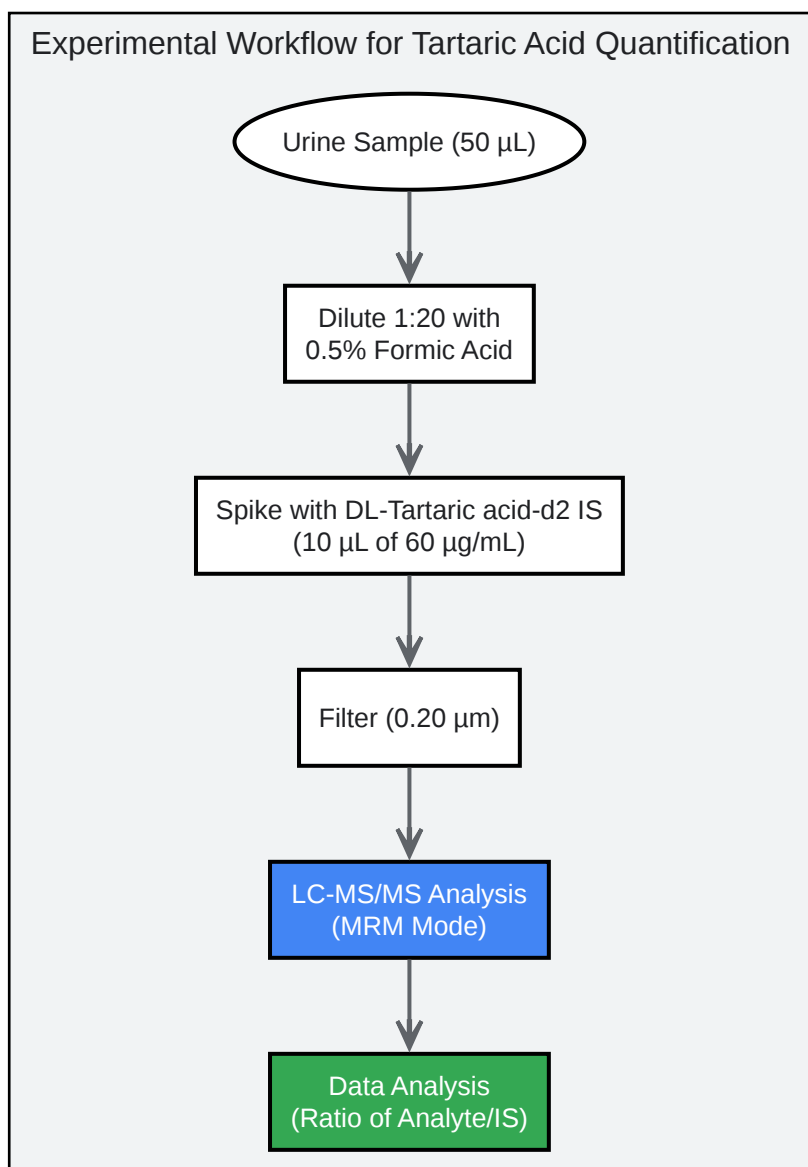 Experimental Workflow for Tartaric Acid Quantification
Urine Sample (50 µL)
Dilute 1:20 with
0.5% Formic Acid
Spike with DL-Tartaric acid-d2 IS
(10 µL of 60 µg/mL)
Filter (0.20 µm)
LC-MS/MS Analysis
(MRM Mode)
Data Analysis
(Ratio of Analyte/IS)